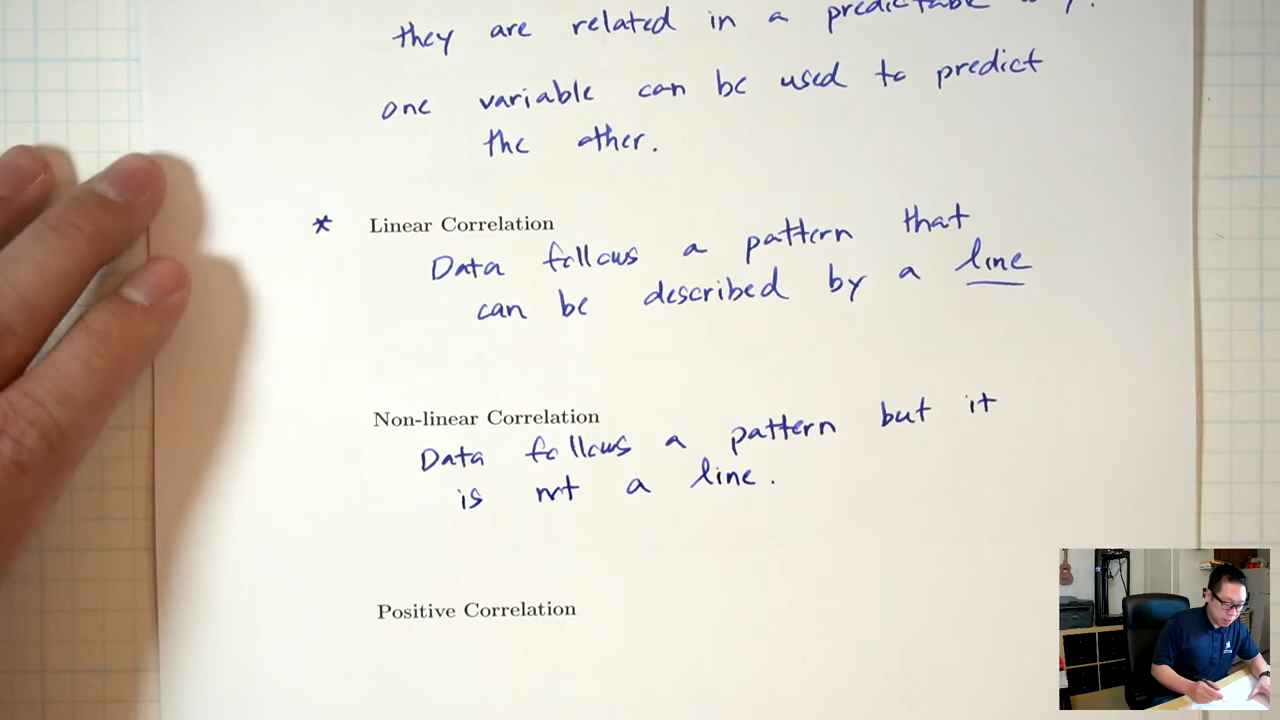 they are related in a predictable
one variable can be used to predict
the other.
* Linear Correlation
Data follows a pattern that
can be described by a line
Non-linear Correlation
Data follows a pattern but it
is not a line.
Positive Correlation